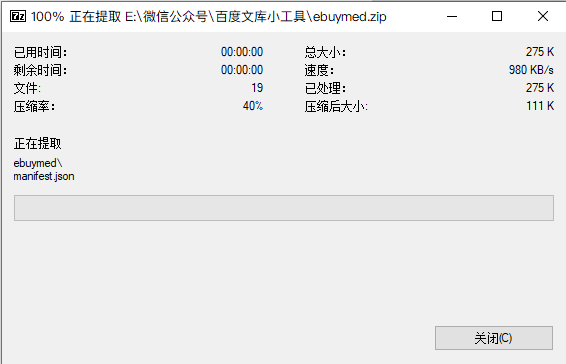 7z 100% 正在提取 E:\微信公众号\百度文库小工具\ebuymed.zip
已用时间： 00:00:00 总大小： 275 K
剩余时间： 00:00:00 速度： 980 KB/s
文件: 19 已处理： 275 K
压缩率： 40% 压缩后大小: 111 K
正在提取
ebuymed\
manifest.json
关闭(C)